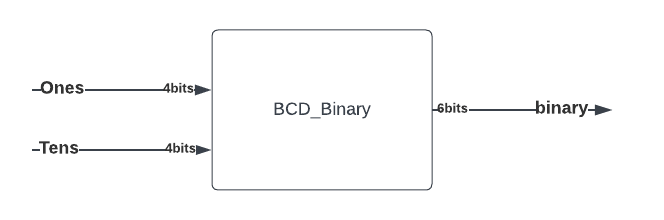 Ones 4bits
Tens 4bits
BCD_Binary
6bits binary